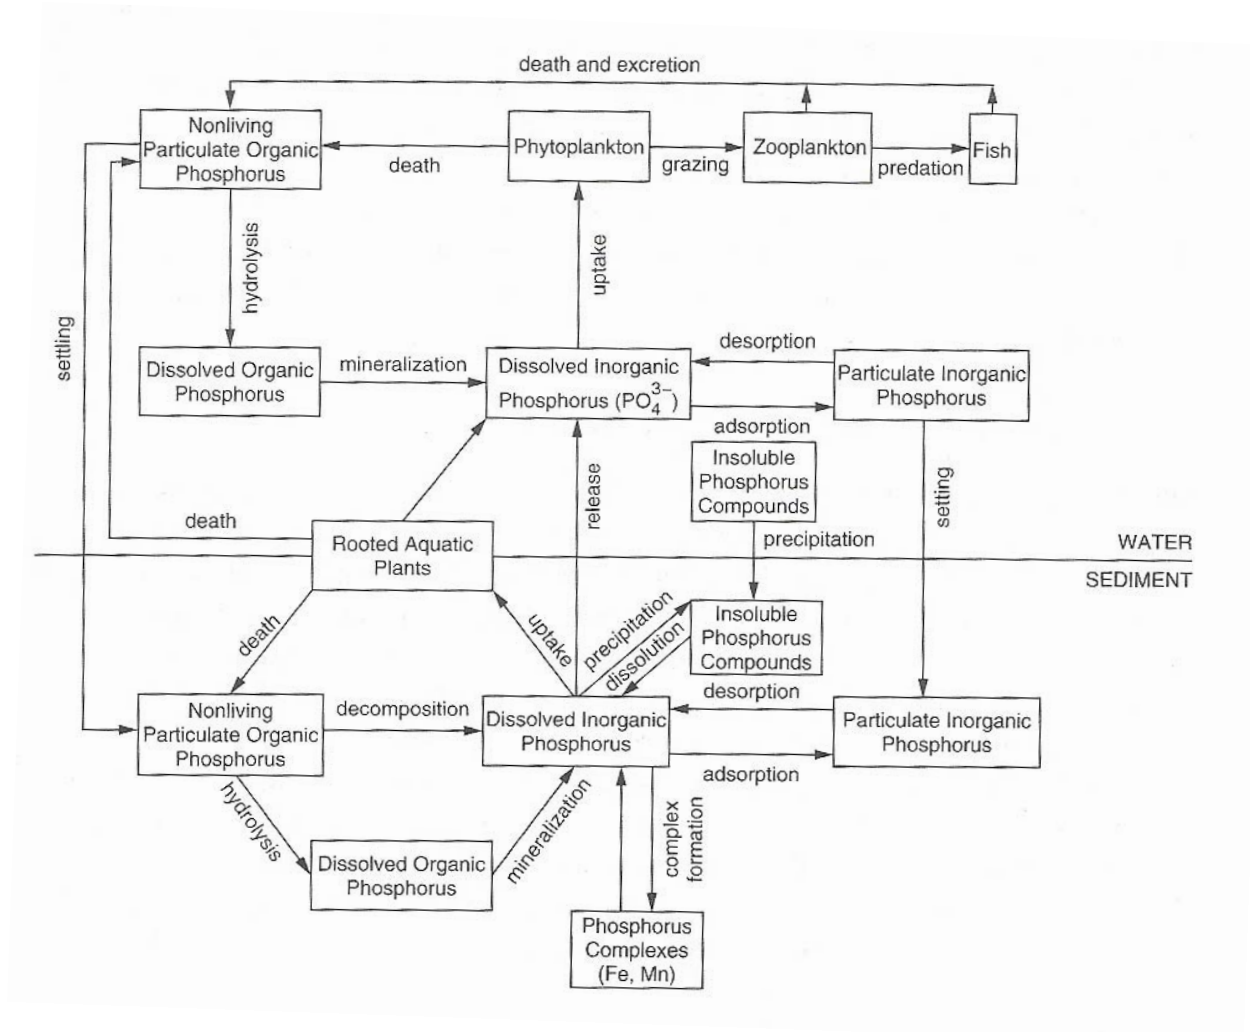 death and excretion
Nonliving
Particulate Organic
Phosphorus
death
Phytoplankton
grazing
Zooplankton
predation
Fish
hydrolysis
uptake
settling
Dissolved Organic
Phosphorus
mineralization
Dissolved Inorganic
Phosphorus (PO₄³⁻)
desorption
adsorption
Particulate Inorganic
Phosphorus
Insoluble
Phosphorus
Compounds
release
setting
death
Rooted Aquatic
Plants
precipitation
WATER
SEDIMENT
death
uptake
precipitation
dissolution
Insoluble
Phosphorus
Compounds
Nonliving
Particulate Organic
Phosphorus
decomposition
Dissolved Inorganic
Phosphorus
desorption
adsorption
Particulate Inorganic
Phosphorus
hydrolysis
Dissolved Organic
Phosphorus
mineralization
complex
formation
Phosphorus
Complexes
(Fe, Mn)